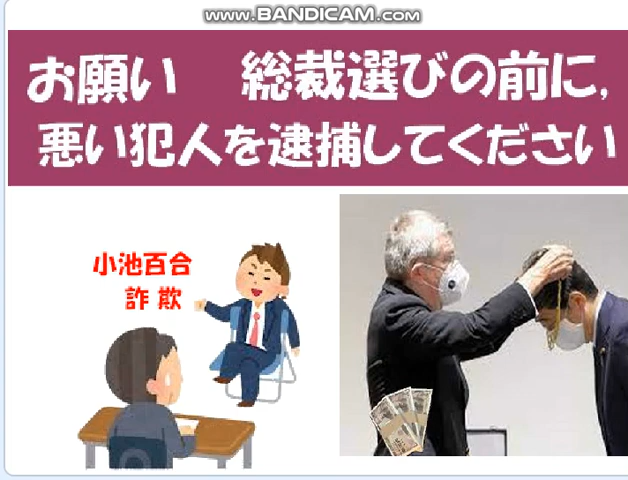 www.BANDICAM.com
お願い　総裁選びの前に,
悪い犯人を逮捕してください
小池百合
詐欺